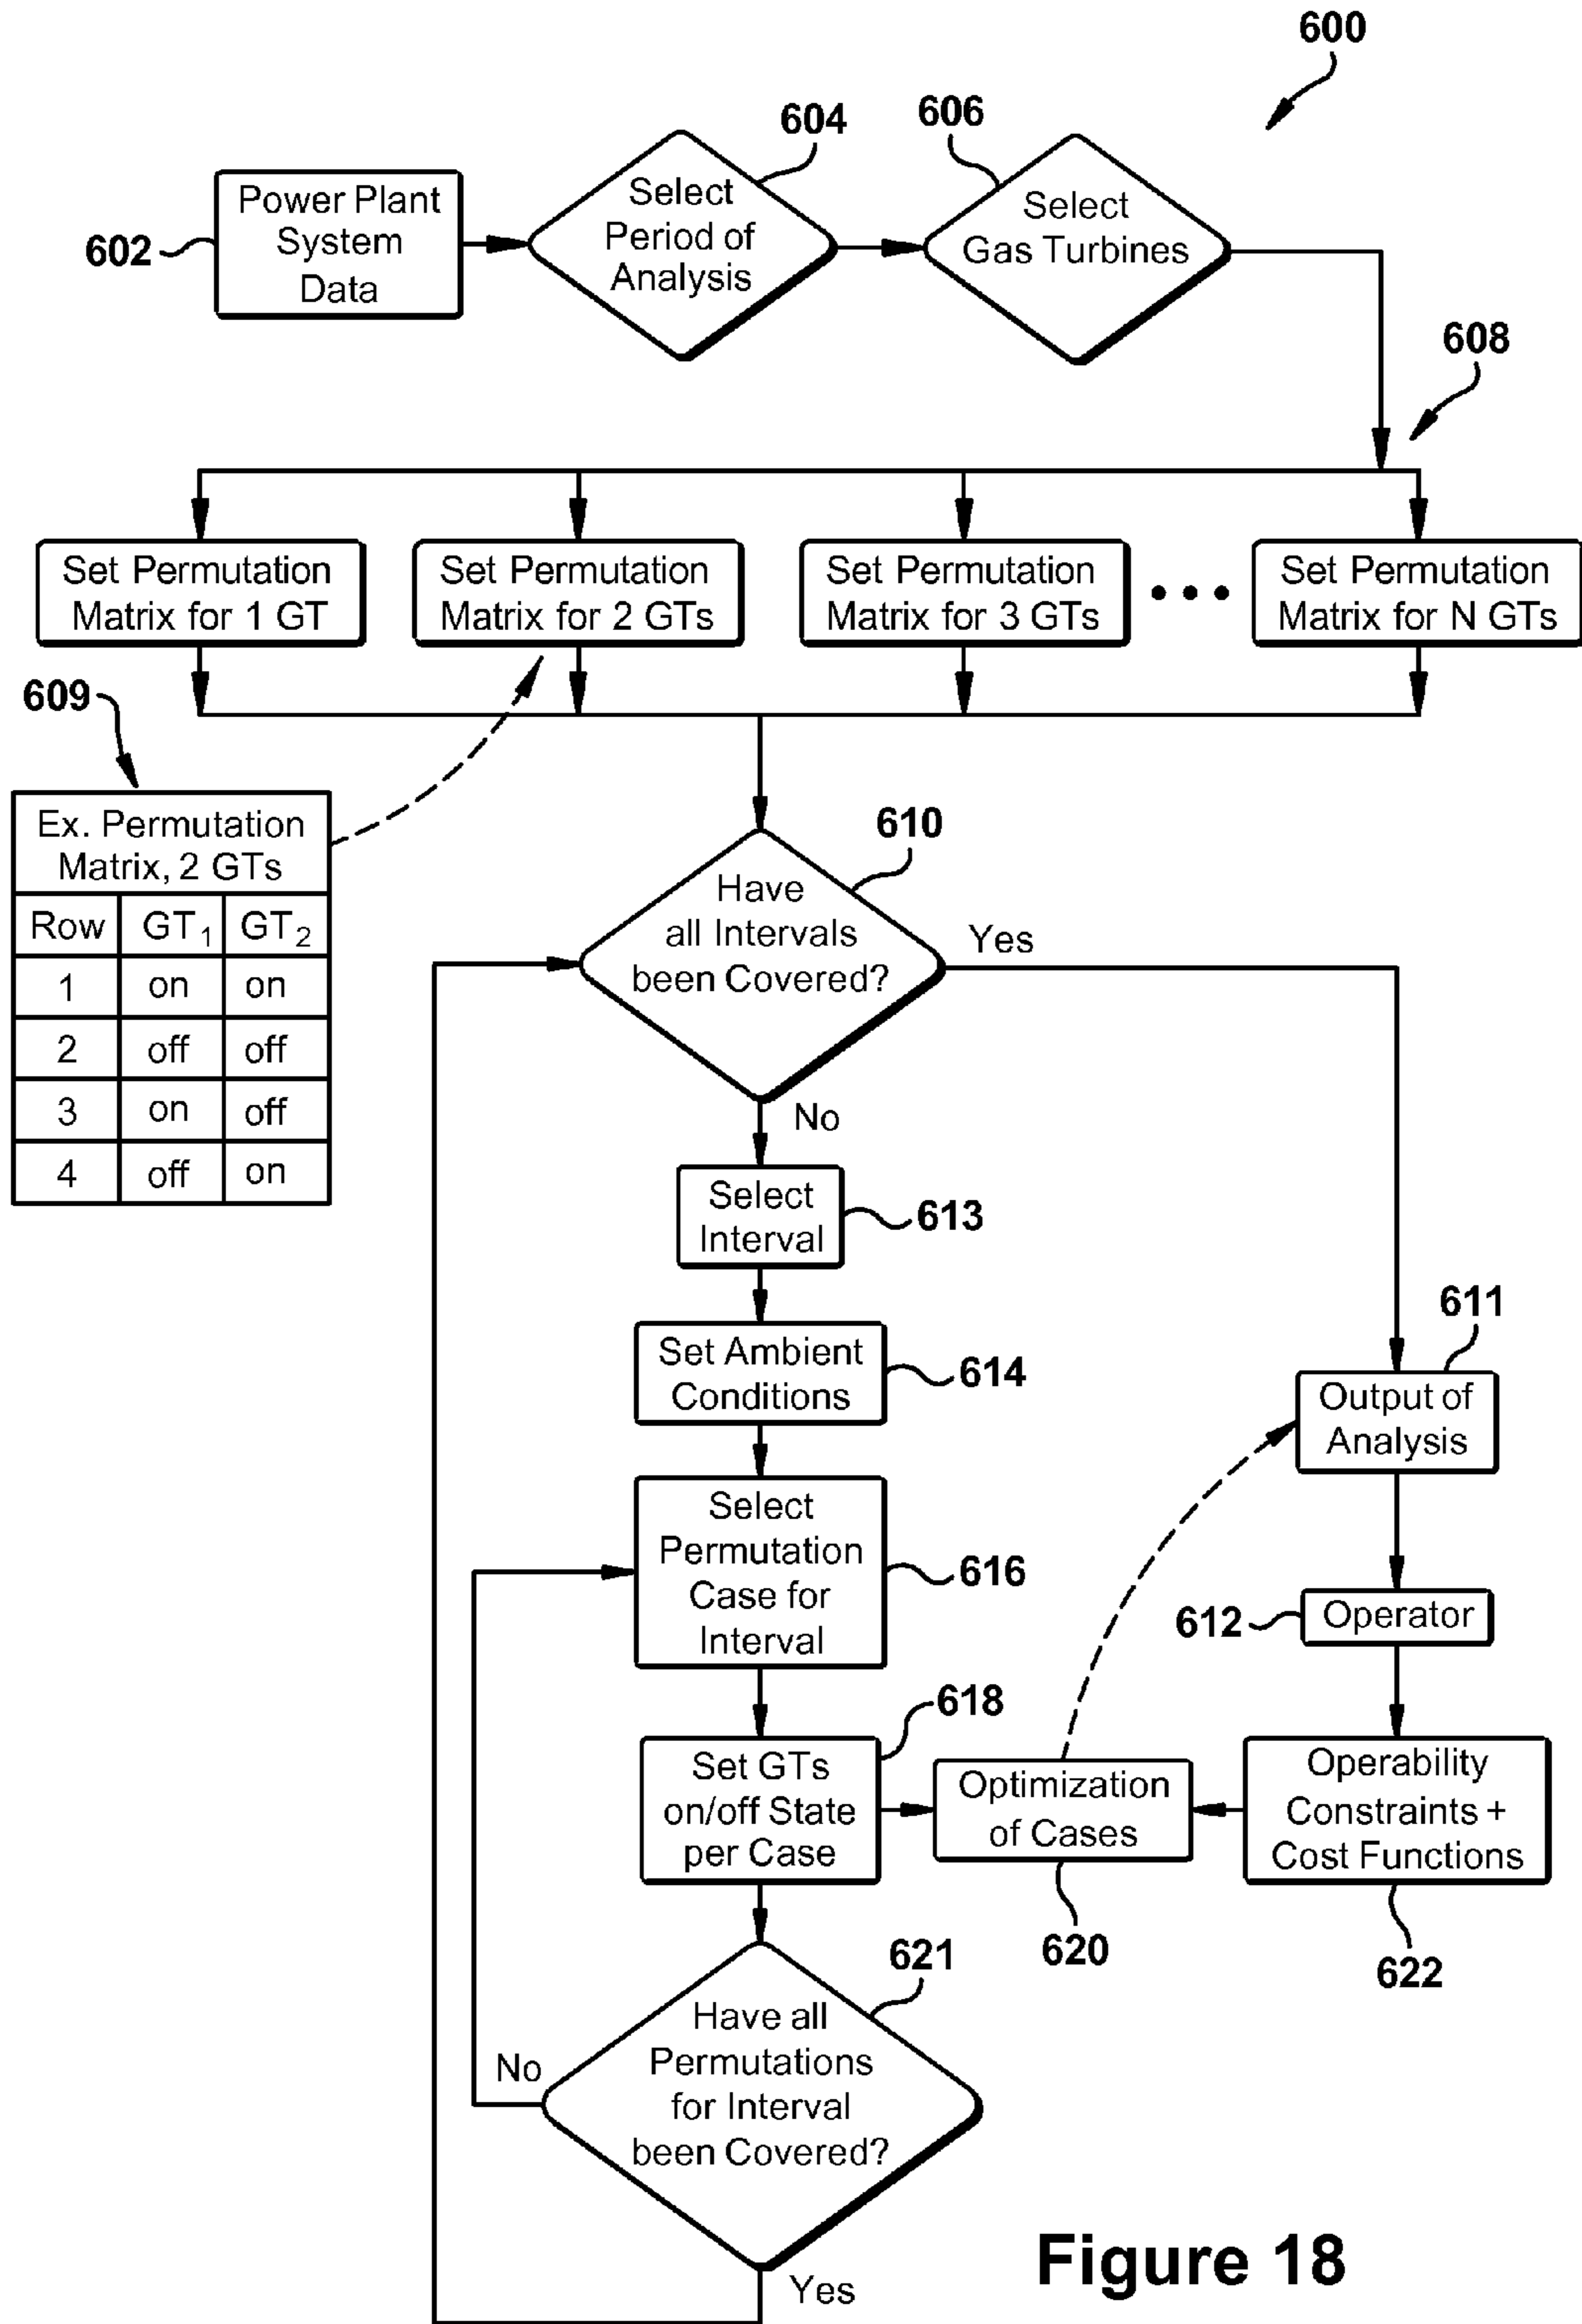 600
604
606
Power Plant
System
Data
602
Select
Period of
Analysis
Select
Gas Turbines
608
Set Permutation
Matrix for 1 GT
Set Permutation
Matrix for 2 GTs
Set Permutation
Matrix for 3 GTs
• • •
Set Permutation
Matrix for N GTs
609
Ex. Permutation
Matrix, 2 GTs
Row GT1 GT2
1 on on
2 off off
3 on off
4 off on
610
Have
all Intervals
been Covered?
Yes
No
Select
Interval
613
Set Ambient
Conditions
614
611
Output of
Analysis
Select
Permutation
Case for
Interval
616
612
Operator
618
Set GTs
on/off State
per Case
Optimization
of Cases
620
Operability
Constraints +
Cost Functions
622
621
Have all
Permutations
for Interval
been Covered?
No
Yes
Figure 18